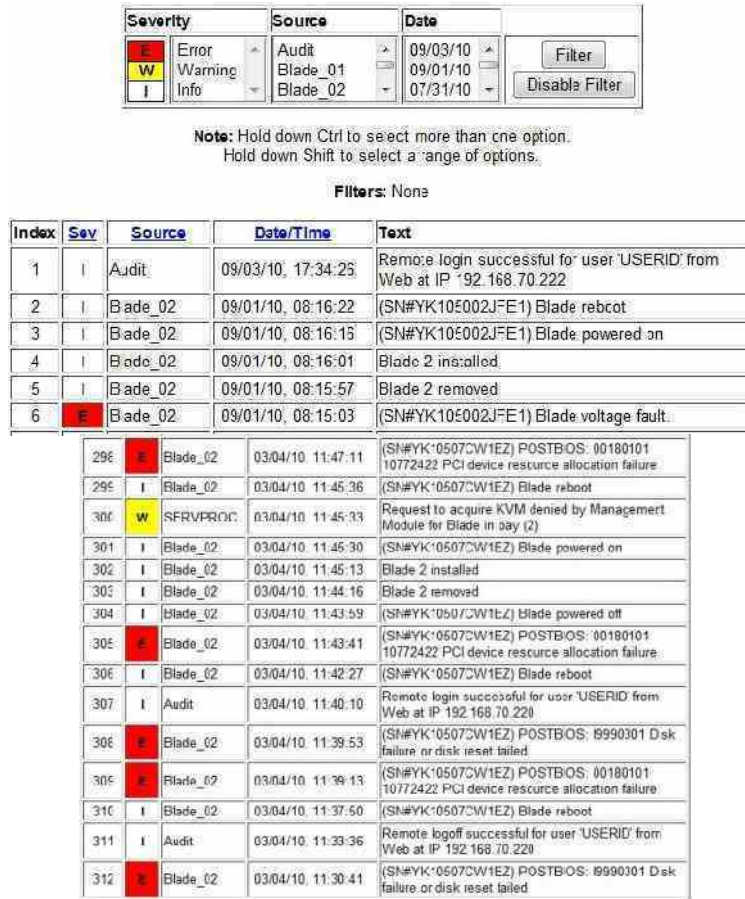 Severity Source Date
E Error Audit 09/03/10 Filter
W Warning Blade_01 09/01/10
I Info Blade_02 07/31/10 Disable Filter
Note: Hold down Ctrl to select more than one option.
Hold down Shift to select a range of options.
Filters: None
Index Sev Source Date/Time Text
1 I Audit 09/03/10, 17:34:26 Remote login successful for user 'USERID' from
Web at IP 192.168.70.222
2 I Blade_02 09/01/10, 08:16:22 (SN#YK105002JFE1) Blade reboot
3 I Blade_02 09/01/10, 08:16:16 (SN#YK105002JFE1) Blade powered on
4 I Blade_02 09/01/10, 08:16:01 Blade 2 installed
5 I Blade_02 09/01/10, 08:15:57 Blade 2 removed
6 E Blade_02 09/01/10, 08:15:03 (SN#YK105002JFE1) Blade voltage fault.
298 E Blade_02 03/04/10, 11:47:11 (SN#YK10507CW1EZ) POSTBIOS: 00180101
10772422 PCI device resource allocation failure
299 I Blade_02 03/04/10, 11:45:36 (SN#YK10507CW1EZ) Blade reboot
300 W SERVPROC 03/04/10, 11:45:33 Request to acquire KVM denied by Management
Module for Blade in bay (2)
301 I Blade_02 03/04/10, 11:45:30 (SN#YK10507CW1EZ) Blade powered on
302 I Blade_02 03/04/10, 11:45:13 Blade 2 installed
303 I Blade_02 03/04/10, 11:44:16 Blade 2 removed
304 I Blade_02 03/04/10, 11:43:59 (SN#YK10507CW1EZ) Blade powered off
305 E Blade_02 03/04/10, 11:43:41 (SN#YK10507CW1EZ) POSTBIOS: 00180101
10772422 PCI device resource allocation failure
306 I Blade_02 03/04/10, 11:42:27 (SN#YK10507CW1EZ) Blade reboot
307 I Audit 03/04/10, 11:40:10 Remote login successful for user 'USERID' from
Web at IP 192.168.70.220
308 E Blade_02 03/04/10, 11:39:53 (SN#YK10507CW1EZ) POSTBIOS: I9990301 Disk
failure or disk reset failed
309 E Blade_02 03/04/10, 11:39:13 (SN#YK10507CW1EZ) POSTBIOS: 00180101
10772422 PCI device resource allocation failure
310 I Blade_02 03/04/10, 11:37:50 (SN#YK10507CW1EZ) Blade reboot
311 I Audit 03/04/10, 11:33:36 Remote logoff successful for user 'USERID' from
Web at IP 192.168.70.220
312 E Blade_02 03/04/10, 11:30:41 (SN#YK10507CW1EZ) POSTBIOS: I9990301 Disk
failure or disk reset failed